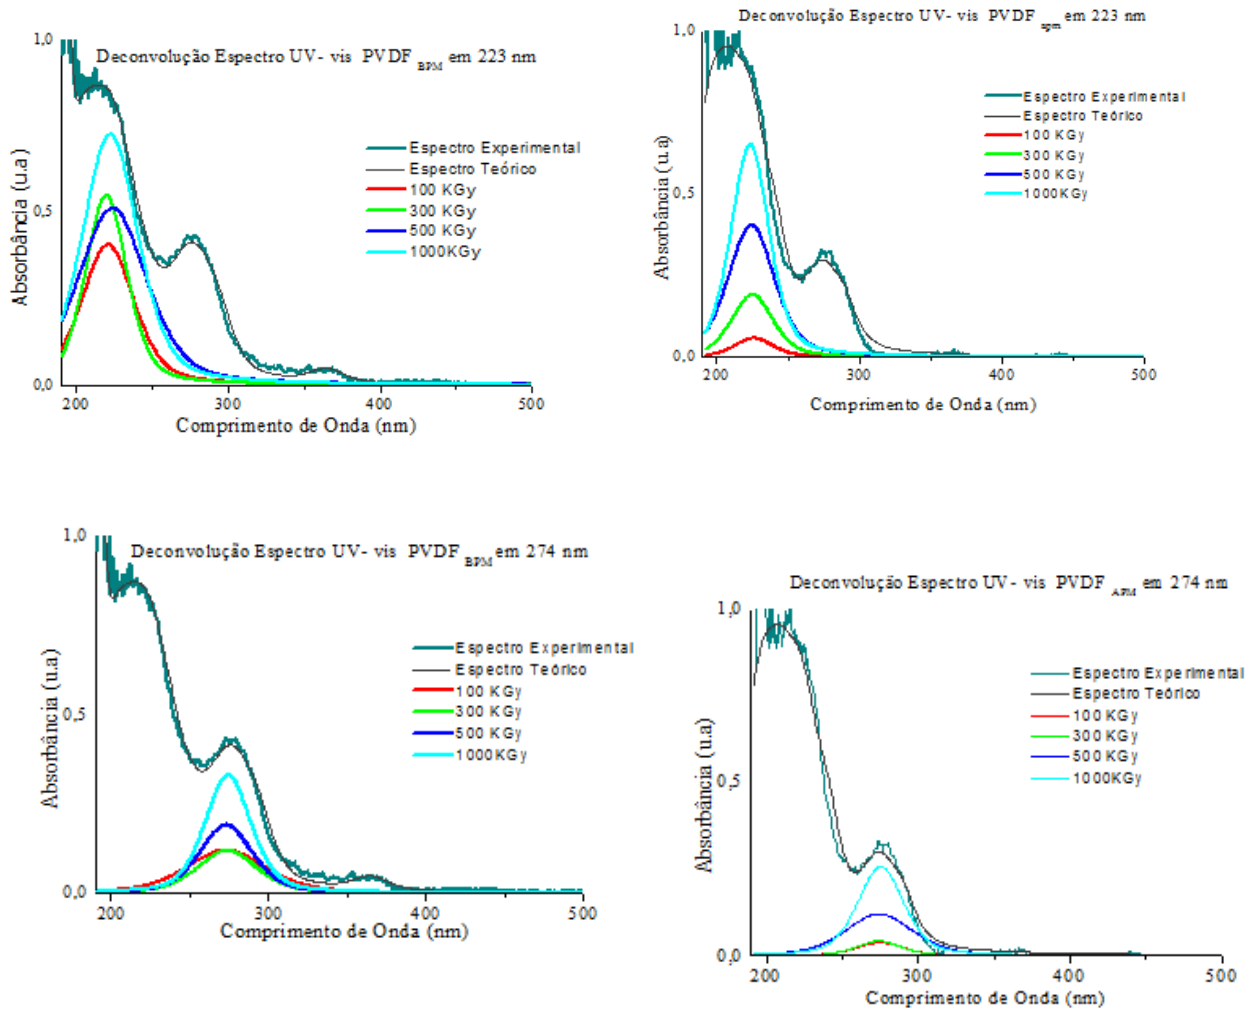 Deconvolução Espectro UV- vis PVDF BPM em 223 nm
1,0
0,5
0,0
Absorbância (u.a)
Espectro Experimental
Espectro Teórico
100 KGy
300 KGy
500 KGy
1000KGy
200 300 400 500
Comprimento de Onda (nm)
Deconvolução Espectro UV- vis PVDF apm em 223 nm
1,0
0,5
0,0
Absorbância (u.a)
Espectro Experimental
Espectro Teórico
100 KGy
300 KGy
500 KGy
1000KGy
200 300 400 500
Comprimento de Onda (nm)
Deconvolução Espectro UV- vis PVDF BPM em 274 nm
1,0
0,5
0,0
Absorbância (u.a)
Espectro Experimental
Espectro Teórico
100 KGy
300 KGy
500 KGy
1000KGy
200 300 400 500
Comprimento de Onda (nm)
Deconvolução Espectro UV- vis PVDF APM em 274 nm
1,0
0,5
0,0
Absorbância (u.a)
Espectro Experimental
Espectro Teórico
100 KGy
300 KGy
500 KGy
1000KGy
200 300 400 500
Comprimento de Onda (nm)